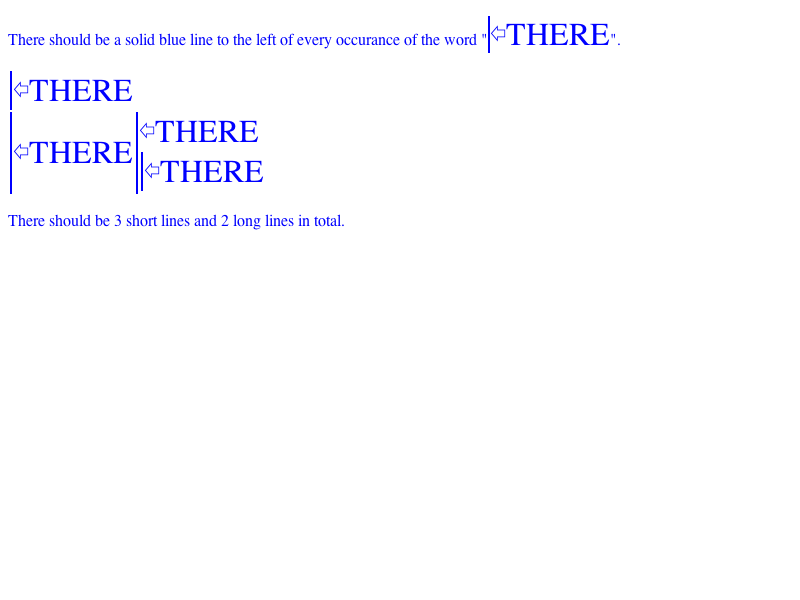 There should be a solid blue line to the left of every occurance of the word "⇦THERE".
⇦THERE
⇦THERE
⇦THERE
⇦THERE
There should be 3 short lines and 2 long lines in total.